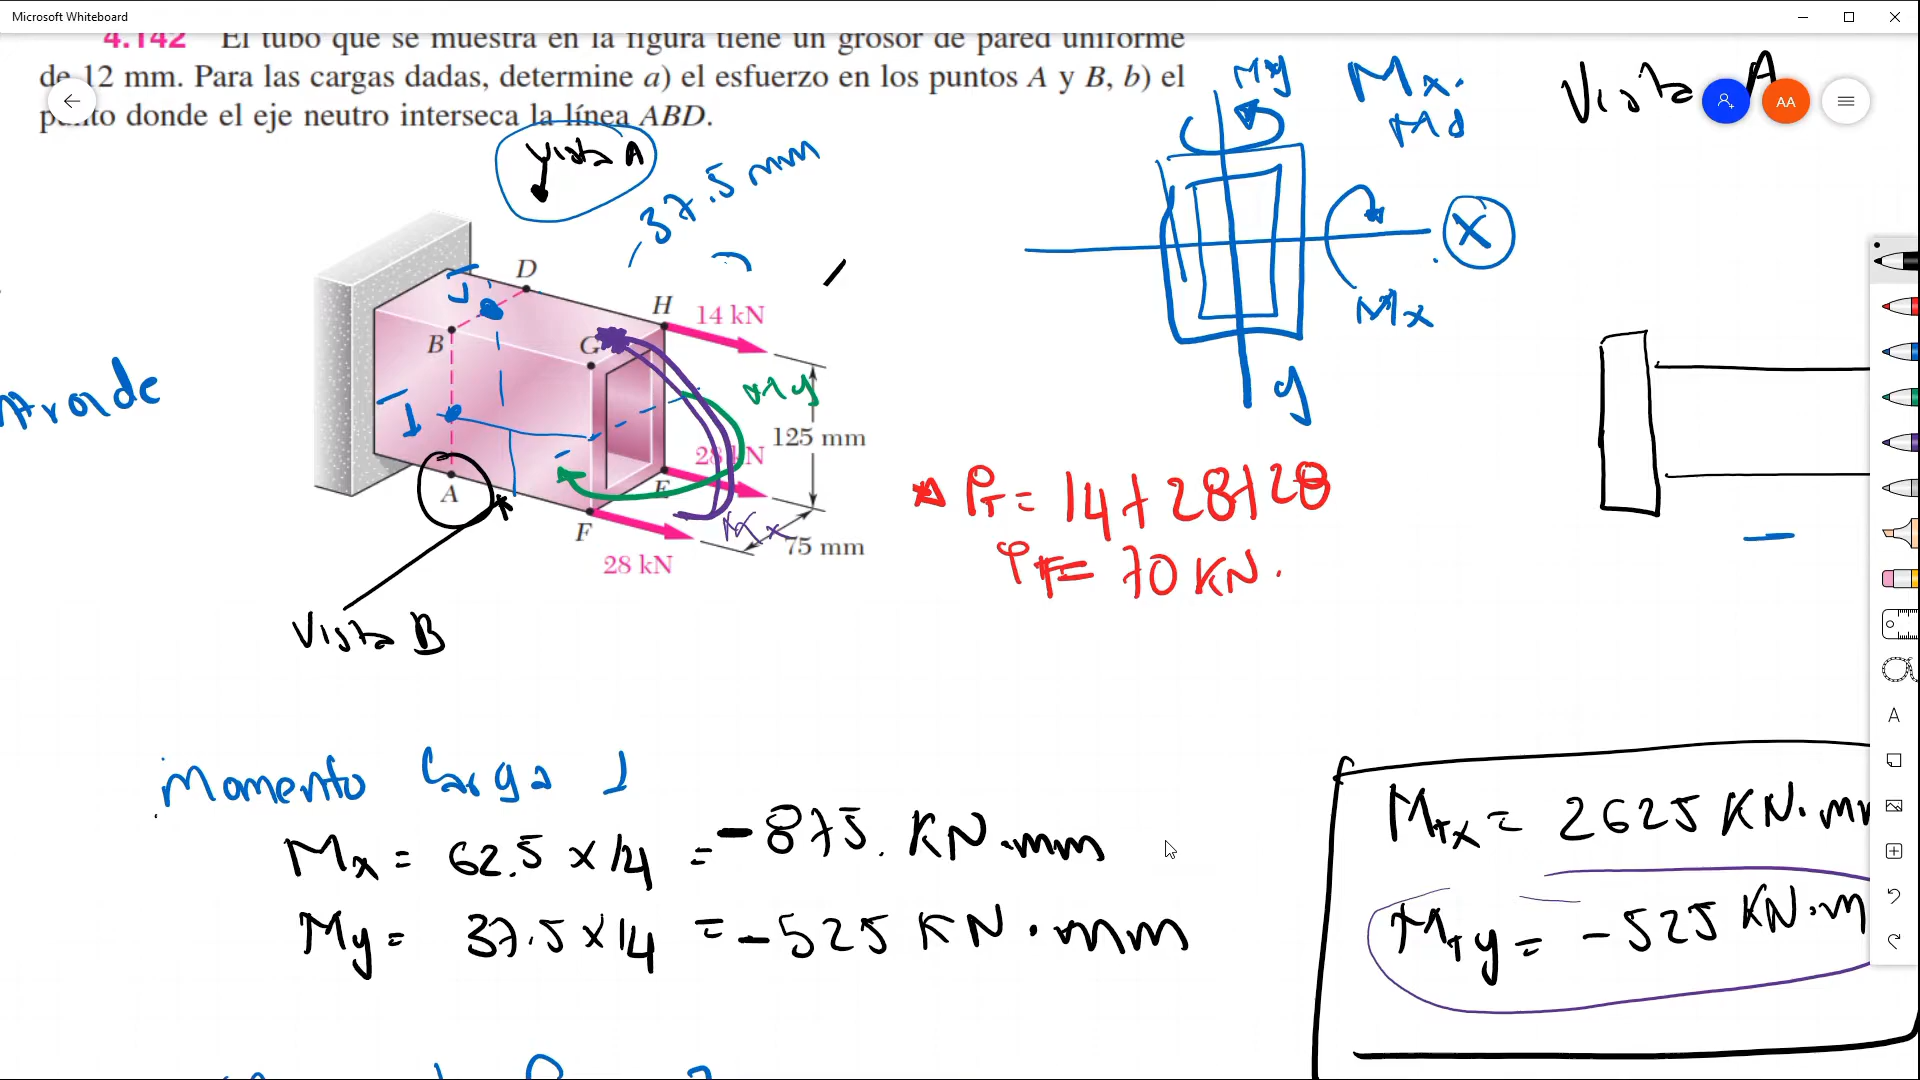 Microsoft Whiteboard
4.142 El tubo que se muestra en la figura tiene un grosor de pared uniforme
de 12 mm. Para las cargas dadas, determine a) el esfuerzo en los puntos A y B, b) el
punto donde el eje neutro interseca la línea ABD.
Vista A
37.5 mm
My
Mx.
Mx
x
y
Vista A
AA
D
H
14 kN
B
G
J
I
My
125 mm
28 kN
A
E
F
Mx
75 mm
28 kN
Vista B
PT = 14+28+28
PT = 70 KN.
Momento Carga 1
Mx = 62.5 x 14 = -875. KN.mm
My = 37.5 x 14 = -525 KN.mm
MTx = 2625 KN.m
MTy = -525 KN.m
A